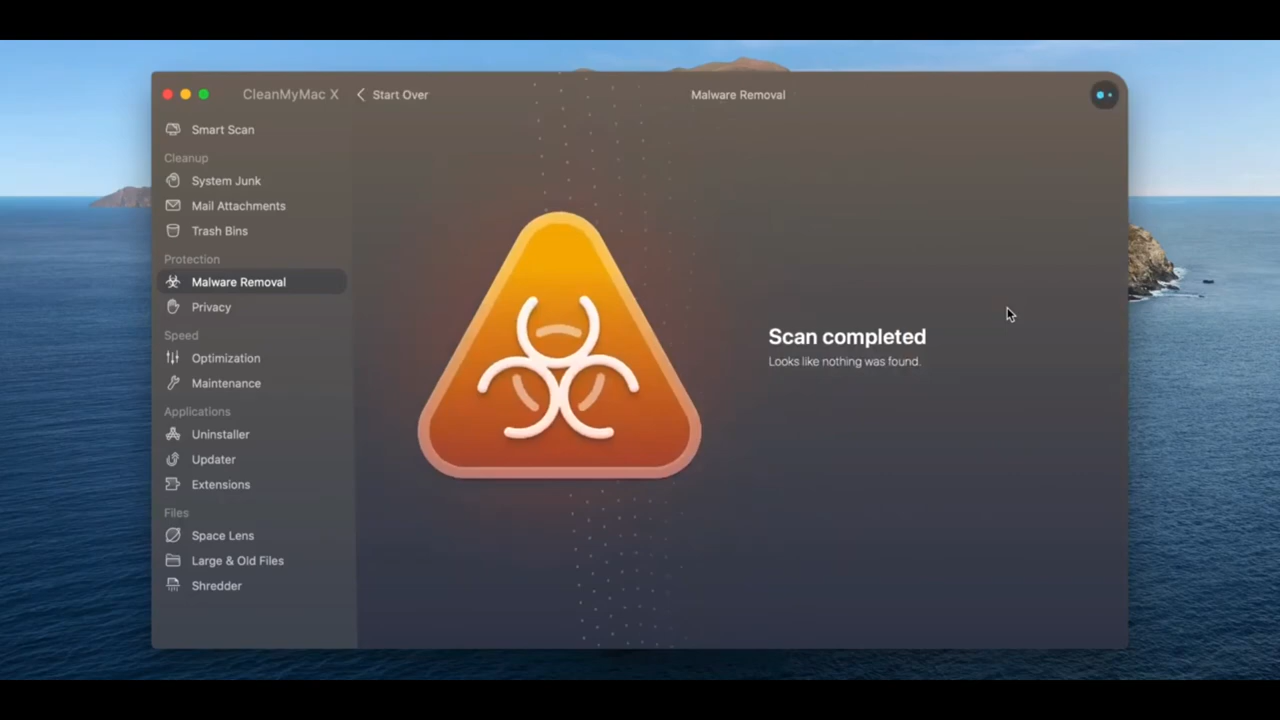 CleanMyMac X
Start Over
Malware Removal
Smart Scan
Cleanup
System Junk
Mail Attachments
Trash Bins
Protection
Malware Removal
Privacy
Speed
Optimization
Maintenance
Applications
Uninstaller
Updater
Extensions
Files
Space Lens
Large & Old Files
Shredder
Scan completed
Looks like nothing was found.